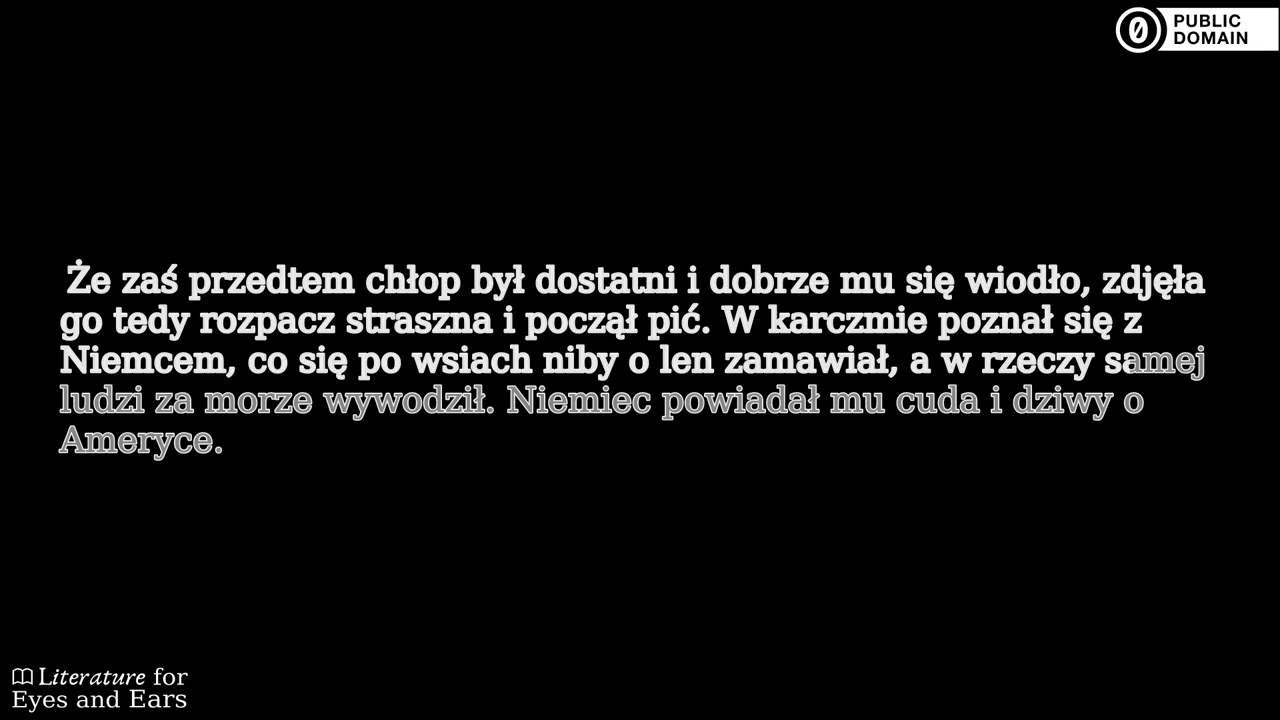 PUBLIC
DOMAIN
Że zaś przedtem chłop był dostatni i dobrze mu się wiodło, zdjęła
go tedy rozpacz straszna i począł pić. W karczmie poznał się z
Niemcem, co się po wsiach niby o len zamawiał, a w rzeczy samej
ludzi za morze wywodził. Niemiec powiadał mu cuda i dziwy o
Ameryce.
Literature for
Eyes and Ears